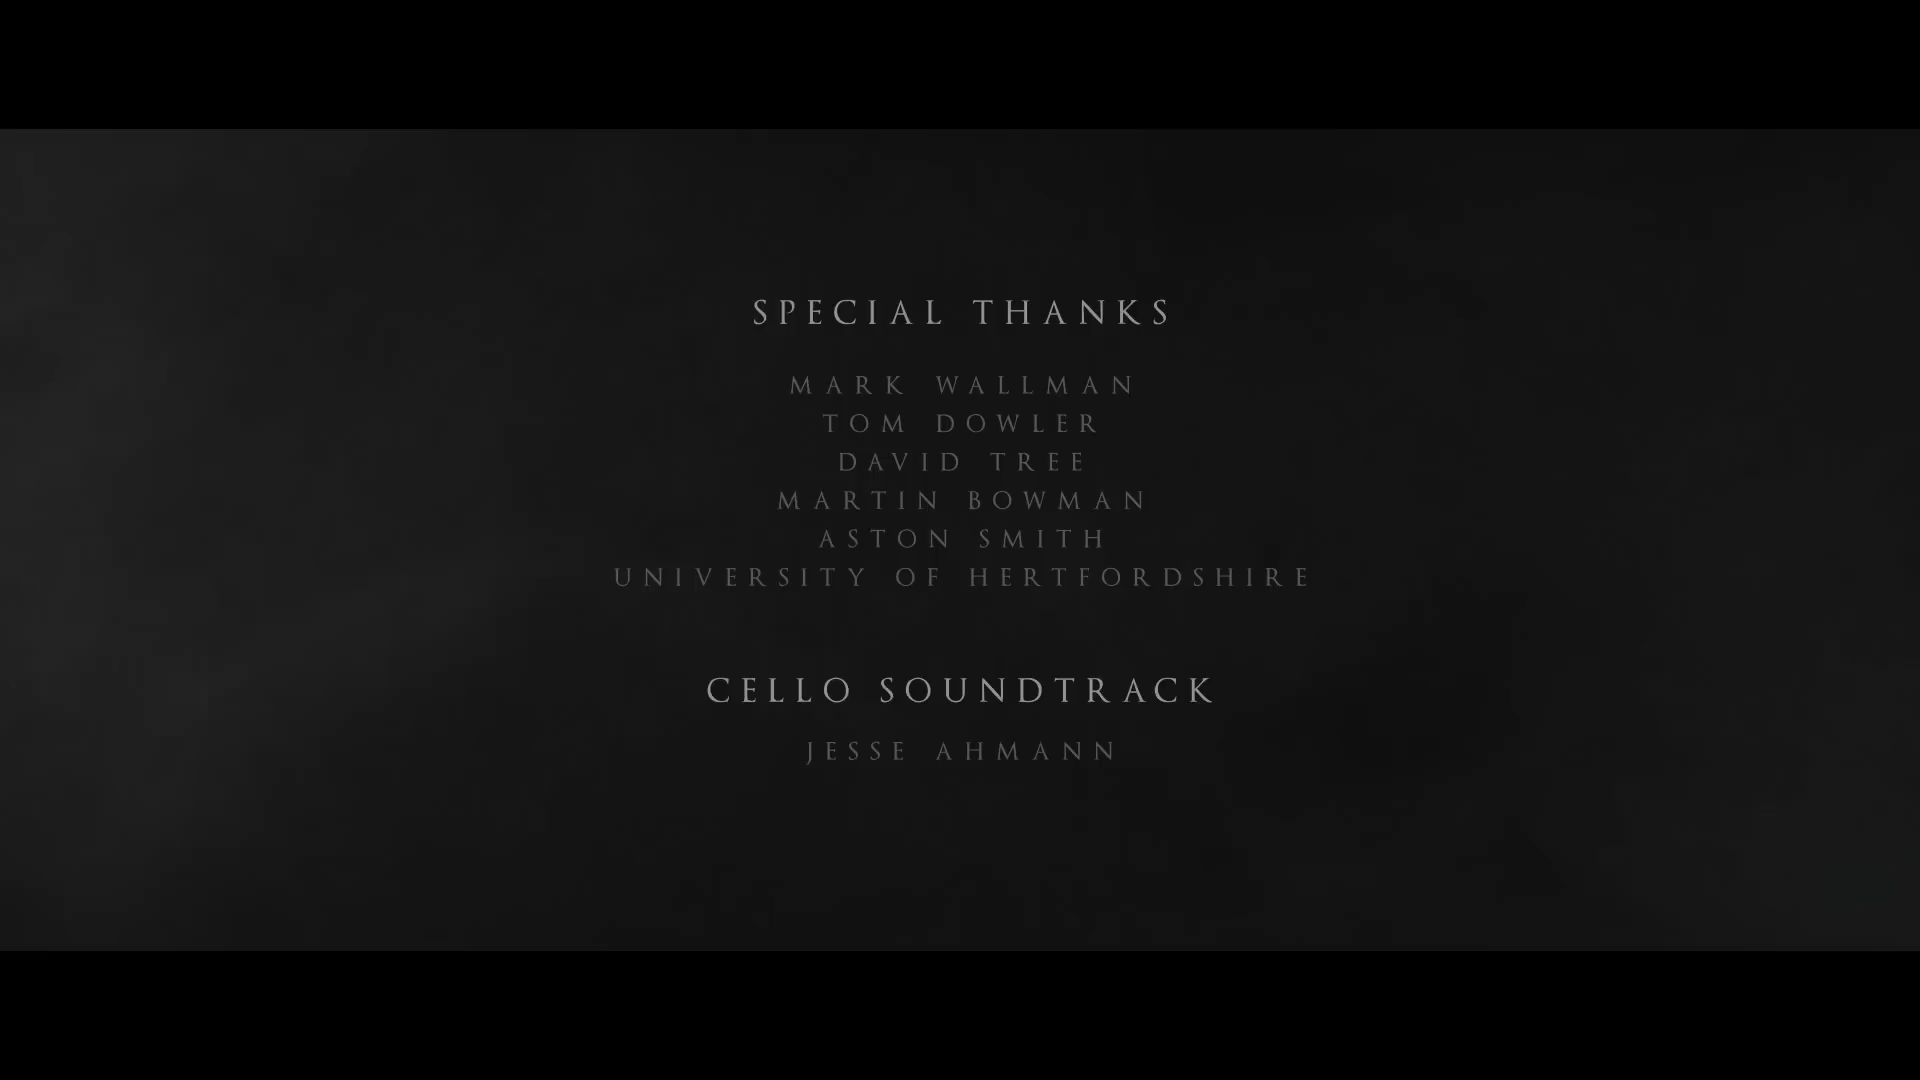 SPECIAL THANKS
MARK WALLMAN
TOM DOWLER
DAVID TREE
MARTIN BOWMAN
ASTON SMITH
UNIVERSITY OF HERTFORDSHIRE
CELLO SOUNDTRACK
JESSE AHMANN